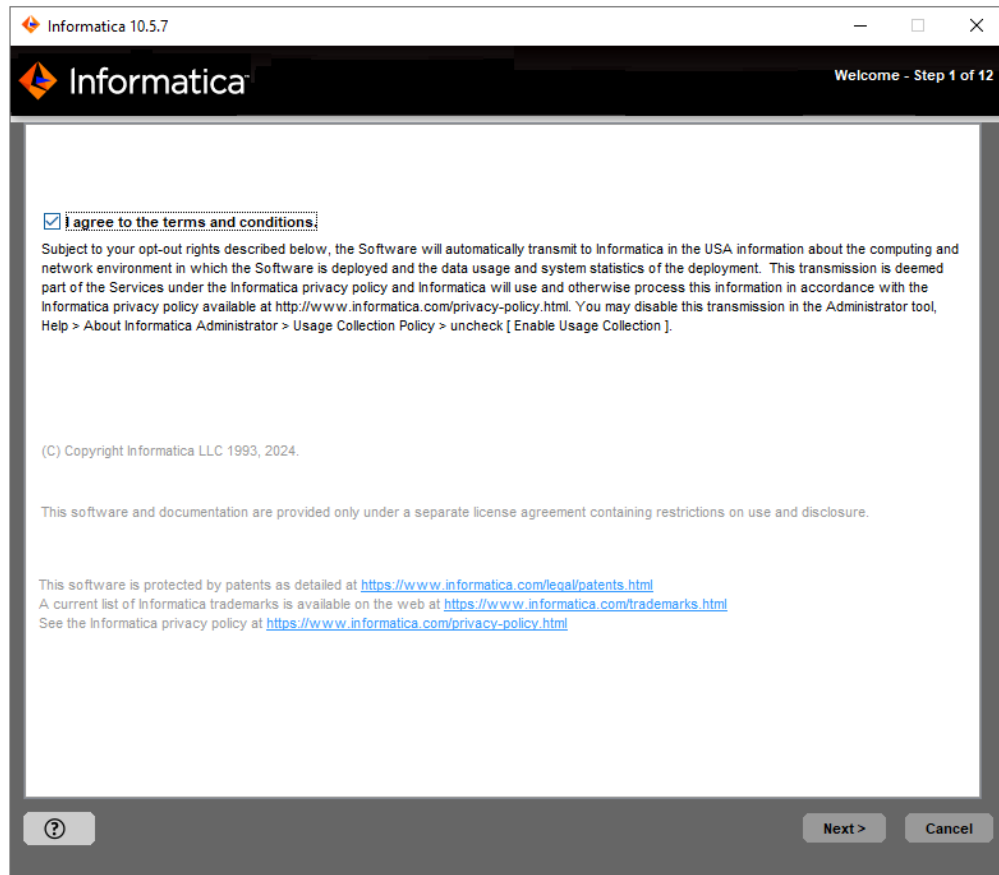 Informatica 10.5.7
Informatica
Welcome - Step 1 of 12
I agree to the terms and conditions.
Subject to your opt-out rights described below, the Software will automatically transmit to Informatica in the USA information about the computing and
network environment in which the Software is deployed and the data usage and system statistics of the deployment.  This transmission is deemed
part of the Services under the Informatica privacy policy and Informatica will use and otherwise process this information in accordance with the
Informatica privacy policy available at http://www.informatica.com/privacy-policy.html. You may disable this transmission in the Administrator tool,
Help > About Informatica Administrator > Usage Collection Policy > uncheck [ Enable Usage Collection ].
(C) Copyright Informatica LLC 1993, 2024.
This software and documentation are provided only under a separate license agreement containing restrictions on use and disclosure.
This software is protected by patents as detailed at https://www.informatica.com/legal/patents.html
A current list of Informatica trademarks is available on the web at https://www.informatica.com/trademarks.html
See the Informatica privacy policy at https://www.informatica.com/privacy-policy.html
?
Next >
Cancel